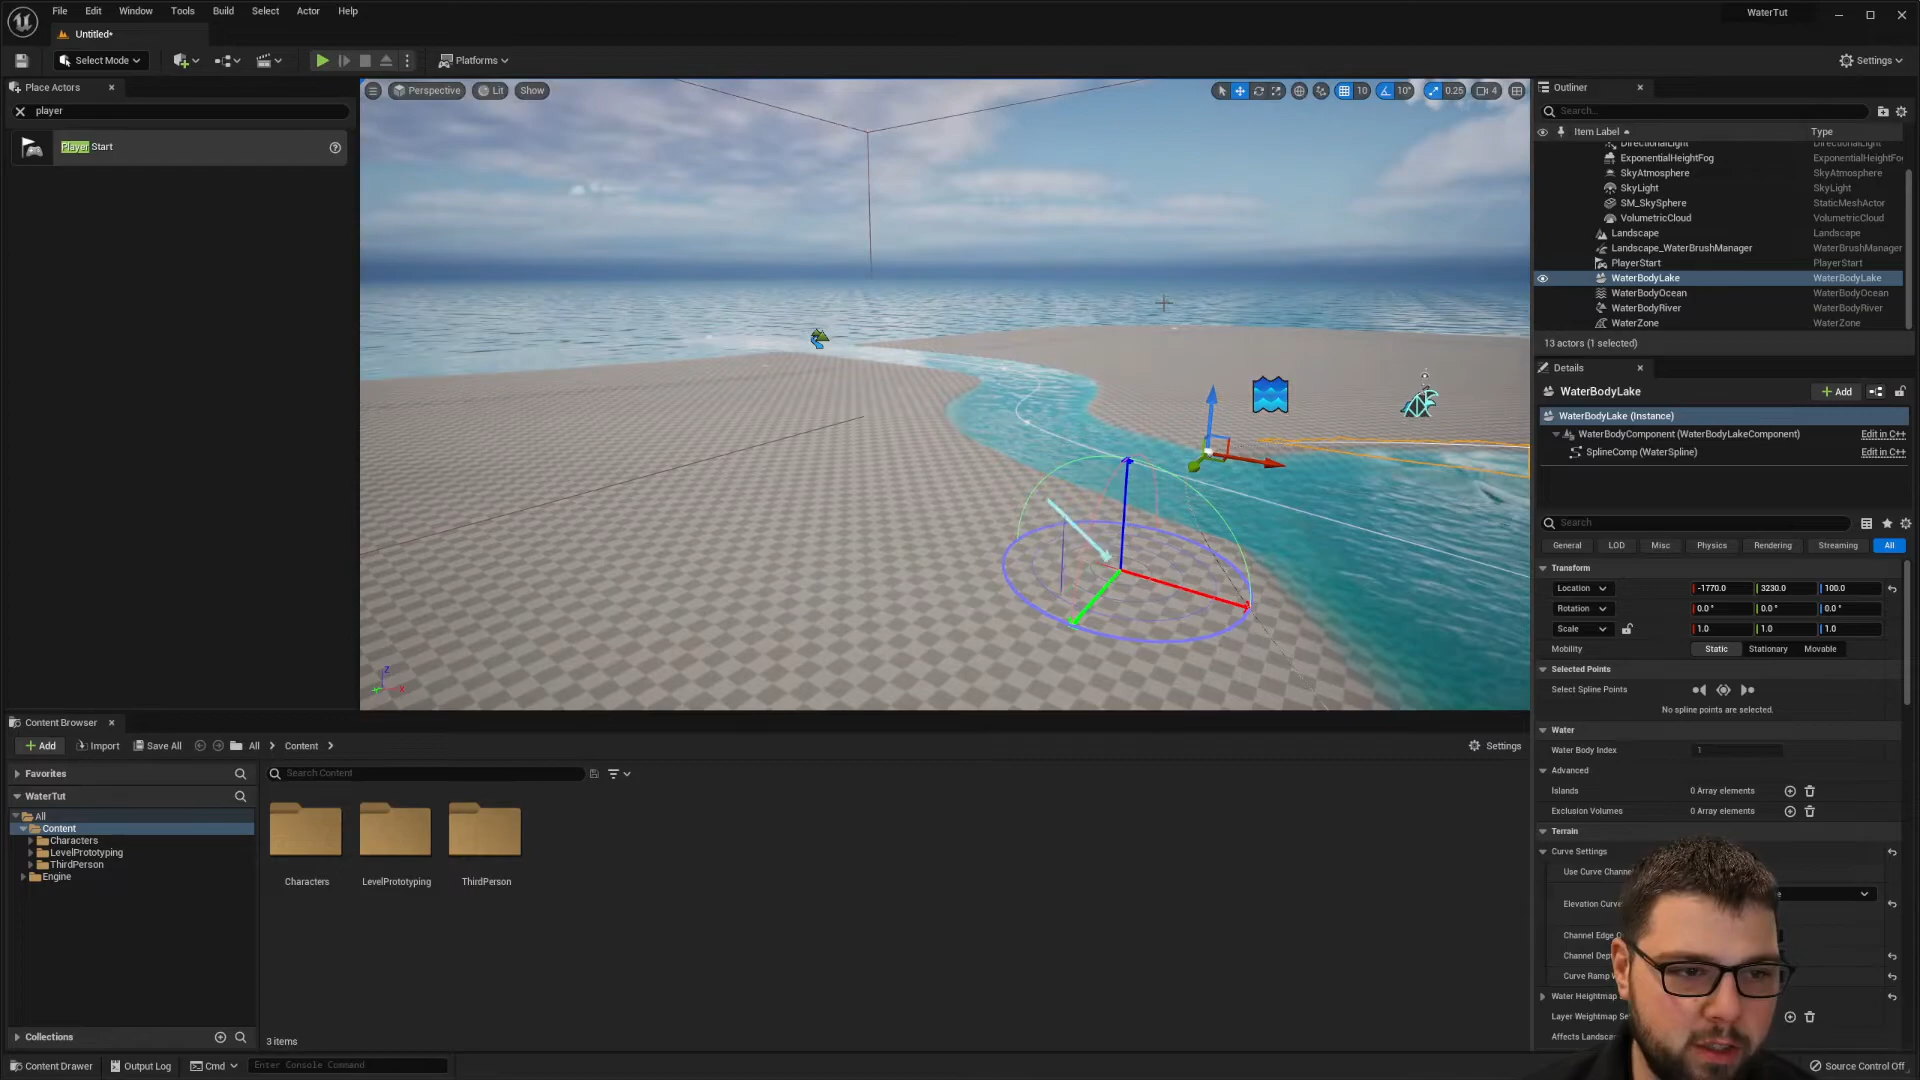 File Edit Window Tools Build Select Actor Help
WaterTut
Untitled*
Select Mode
Platforms
Settings
Place Actors
player
Player Start
Perspective Lit Show
10 10° 0.25 4
Outliner
Search...
Item Label Type
DirectionalLight DirectionalLight
ExponentialHeightFog ExponentialHeightFo
SkyAtmosphere SkyAtmosphere
SkyLight SkyLight
SM_SkySphere StaticMeshActor
VolumetricCloud VolumetricCloud
Landscape Landscape
Landscape_WaterBrushManager WaterBrushManager
PlayerStart PlayerStart
WaterBodyLake WaterBodyLake
WaterBodyOcean WaterBodyOcean
WaterBodyRiver WaterBodyRiver
WaterZone WaterZone
13 actors (1 selected)
Details
WaterBodyLake
Add
WaterBodyLake (Instance)
WaterBodyComponent (WaterBodyLakeComponent) Edit in C++
SplineComp (WaterSpline) Edit in C++
Search
General LOD Misc Physics Rendering Streaming All
Transform
Location -1770.0 3230.0 100.0
Rotation 0.0° 0.0° 0.0°
Scale 1.0 1.0 1.0
Mobility Static Stationary Movable
Selected Points
Select Spline Points
No spline points are selected.
Water
Water Body Index 1
Advanced
Islands 0 Array elements
Exclusion Volumes 0 Array elements
Terrain
Curve Settings
Use Curve Chann
Elevation Curv
Channel Edge
Channel Dep
Curve Ramp
Water Heightmap
Layer Weightmap Se
Affects Landsca
Z X
Content Browser
Add Import Save All All Content Settings
Favorites
Search Content
WaterTut
All
Content
Characters
LevelPrototyping
ThirdPerson
Engine
Characters LevelPrototyping ThirdPerson
Collections
3 items
Content Drawer Output Log Cmd Enter Console Command Source Control Off